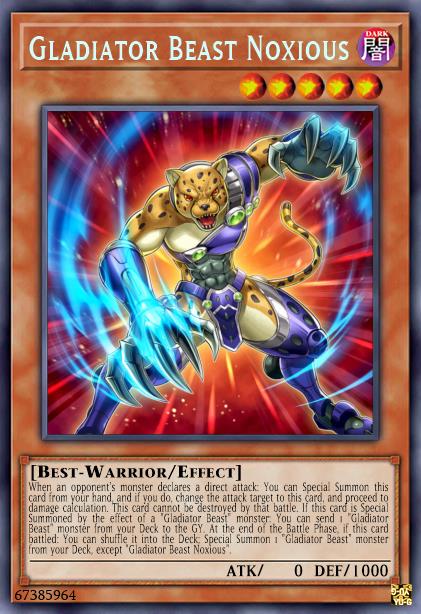 GLADIATOR BEAST NOXIOUS
DARK
闇
[BEST-WARRIOR/EFFECT]
When an opponent's monster declares a direct attack: You can Special Summon this
card from your hand, and if you do, change the attack target to this card, and proceed to
damage calculation. This card cannot be destroyed by that battle. If this card is Special
Summoned by the effect of a "Gladiator Beast" monster: You can send 1 "Gladiator
Beast" monster from your Deck to the GY. At the end of the Battle Phase, if this card
battled: You can shuffle it into the Deck; Special Summon 1 "Gladiator Beast" monster
from your Deck, except "Gladiator Beast Noxious".
ATK/ 0 DEF/1000
67385964